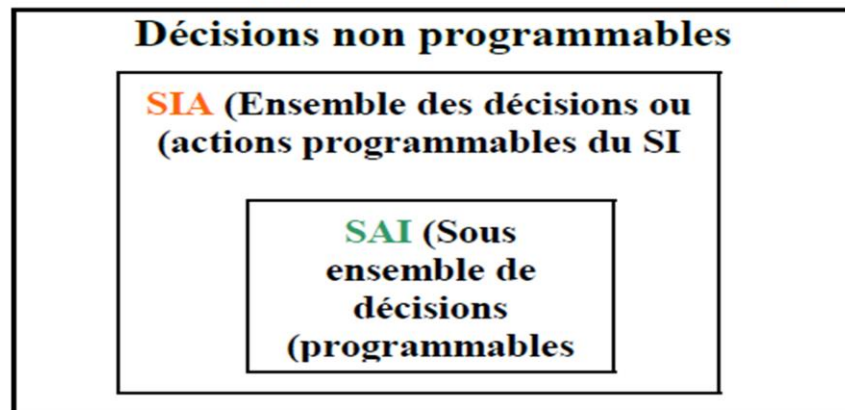 Décisions non programmables
SIA (Ensemble des décisions ou
(actions programmables du SI
SAI (Sous
ensemble de
décisions
(programmables